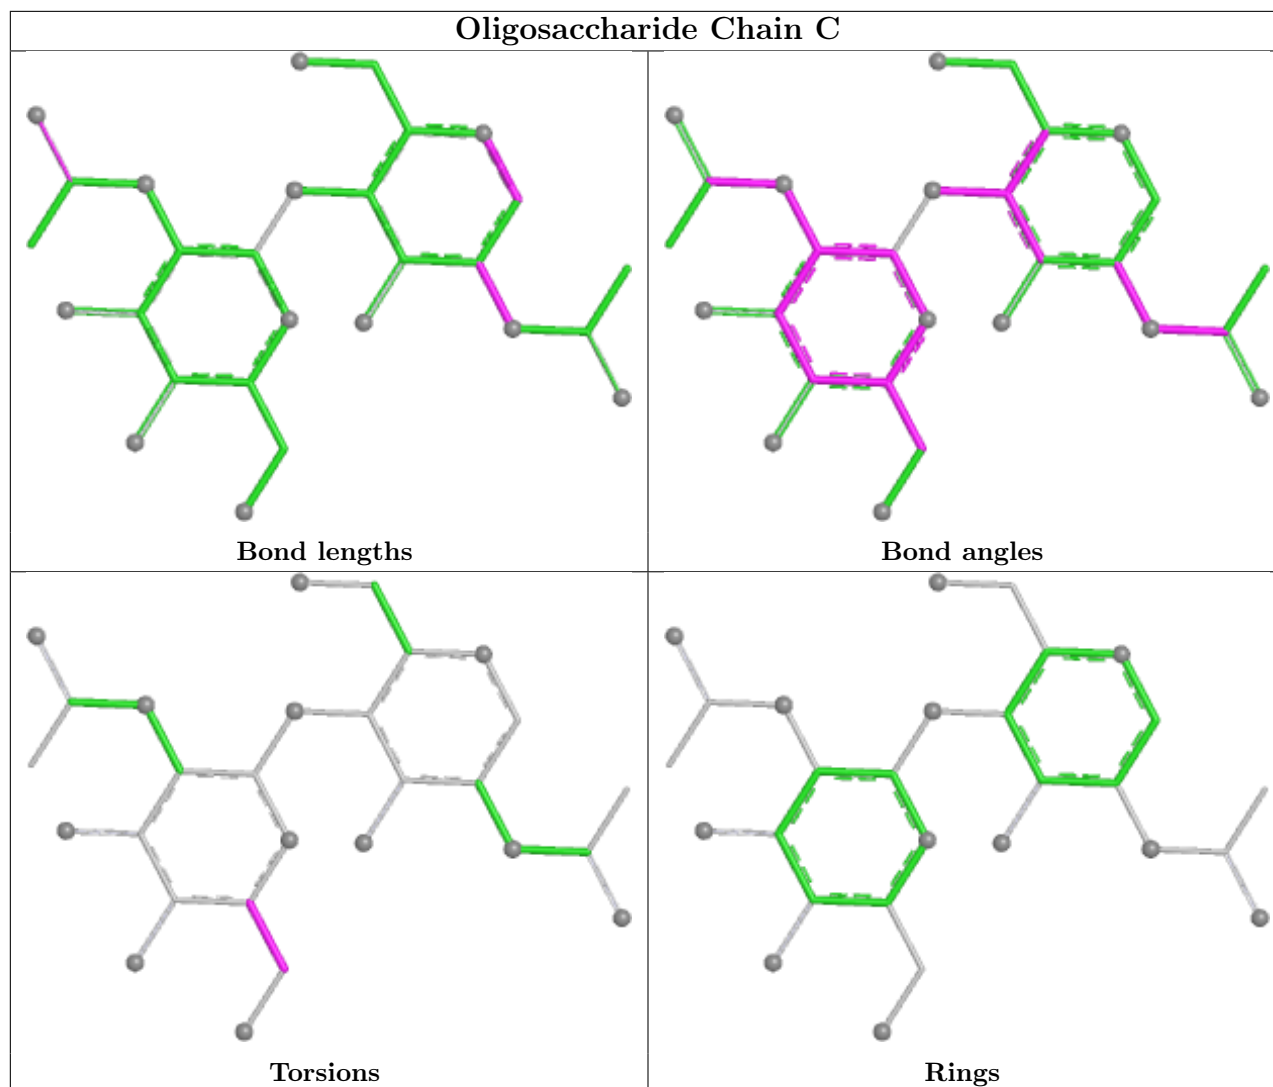 Oligosaccharide Chain C
Bond lengths
Bond angles
Torsions
Rings